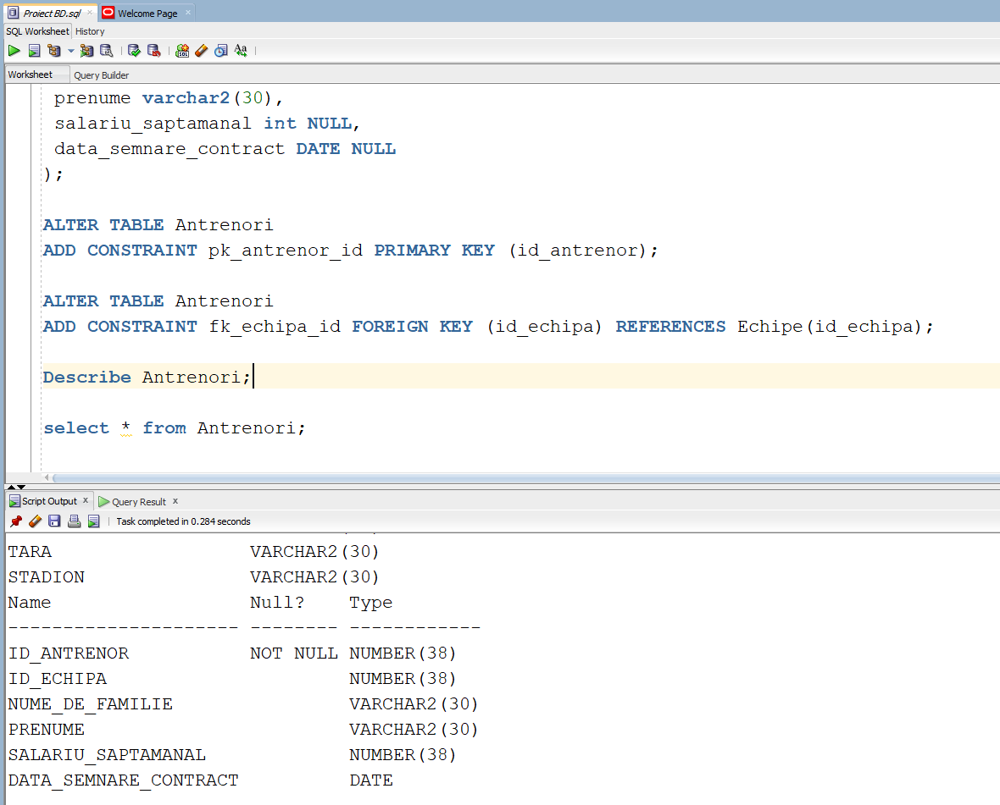 Proiect BD.sql Welcome Page
SQL Worksheet History
Worksheet Query Builder
prenume varchar2(30),
salariu_saptamanal int NULL,
data_semnare_contract DATE NULL
);
ALTER TABLE Antrenori
ADD CONSTRAINT pk_antrenor_id PRIMARY KEY (id_antrenor);
ALTER TABLE Antrenori
ADD CONSTRAINT fk_echipa_id FOREIGN KEY (id_echipa) REFERENCES Echipe(id_echipa);
Describe Antrenori;
select * from Antrenori;
Script Output Query Result
Task completed in 0.284 seconds
TARA VARCHAR2(30)
STADION VARCHAR2(30)
Name Null? Type
--------------------- -------- ------------
ID_ANTRENOR NOT NULL NUMBER(38)
ID_ECHIPA NUMBER(38)
NUME_DE_FAMILIE VARCHAR2(30)
PRENUME VARCHAR2(30)
SALARIU_SAPTAMANAL NUMBER(38)
DATA_SEMNARE_CONTRACT DATE